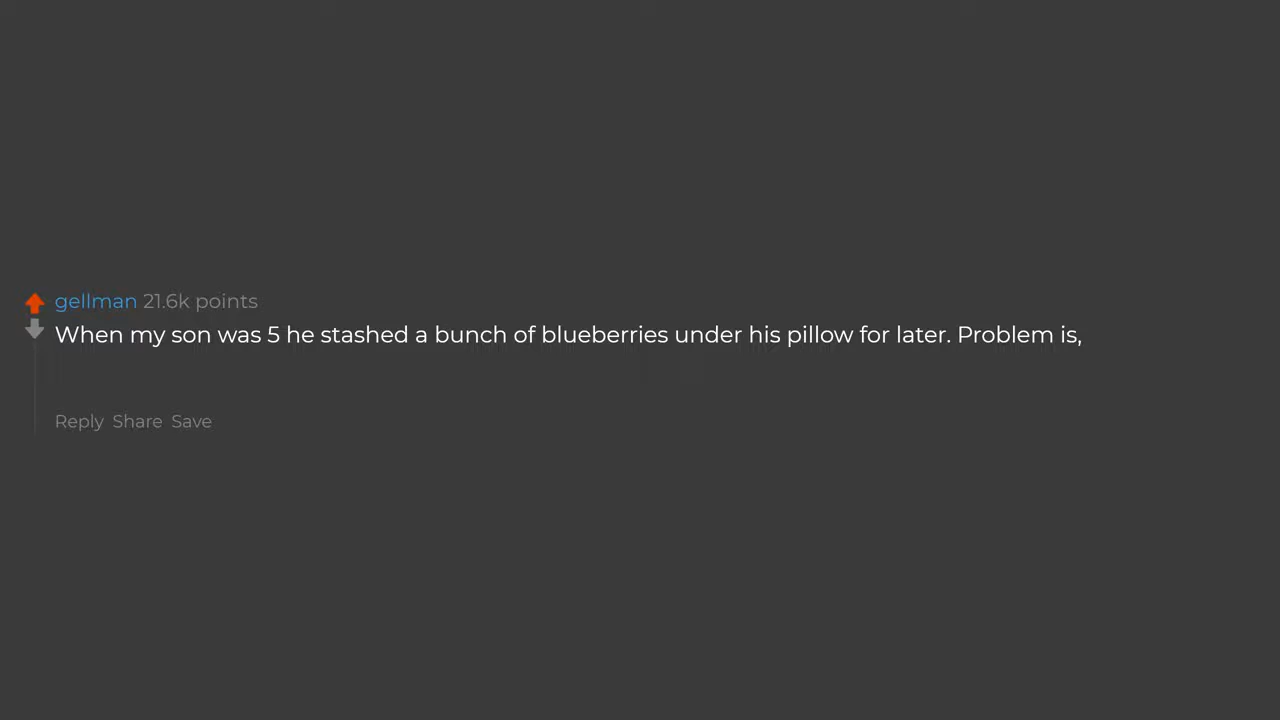 gellman 21.6k points
When my son was 5 he stashed a bunch of blueberries under his pillow for later. Problem is,
Reply Share Save